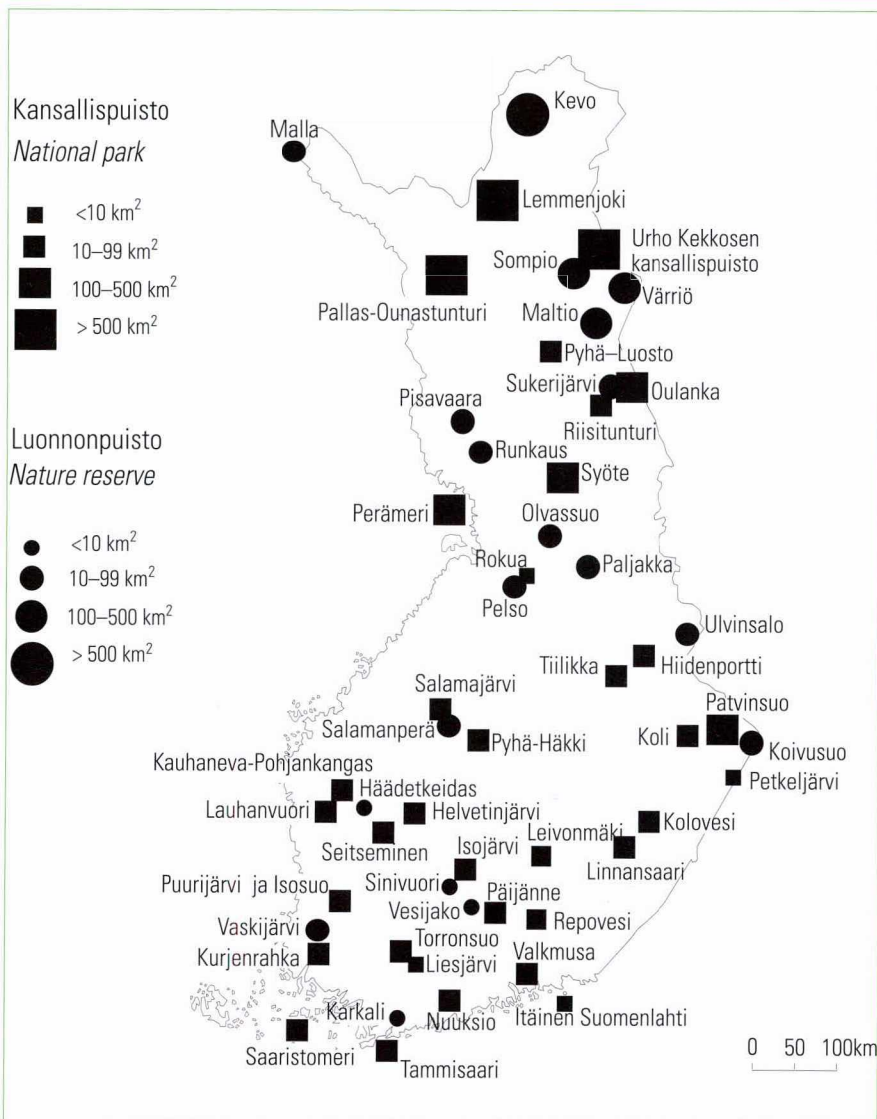 Kansallispuisto
National park
<10 km²
10–99 km²
100–500 km²
> 500 km²
Luonnonpuisto
Nature reserve
<10 km²
10–99 km²
100–500 km²
> 500 km²
Kevo
Malla
Lemmenjoki
Urho Kekkosen
kansallispuisto
Sompio
Värriö
Pallas-Ounastunturi
Maltio
Pyhä–Luosto
Sukerijärvi
Oulanka
Pisavaara
Riisitunturi
Runkaus
Syöte
Perämeri
Olvassuo
Rokua
Paljakka
Pelso
Ulvinsalo
Tiilikka
Hiidenportti
Salamajärvi
Patvinsuo
Salamanperä
Pyhä-Häkki
Koli
Koivusuo
Kauhaneva-Pohjankangas
Petkeljärvi
Häädetkeidas
Lauhanvuori
Helvetinjärvi
Kolovesi
Seitseminen
Isojärvi
Leivonmäki
Linnansaari
Puurijärvi ja Isosuo
Sinivuori
Päijänne
Vesijako
Repovesi
Vaskijärvi
Torronsuo
Valkmusa
Kurjenrahka
Liesjärvi
Karkali
Nuuksio
Itäinen Suomenlahti
Saaristomeri
Tammisaari
0 50 100km